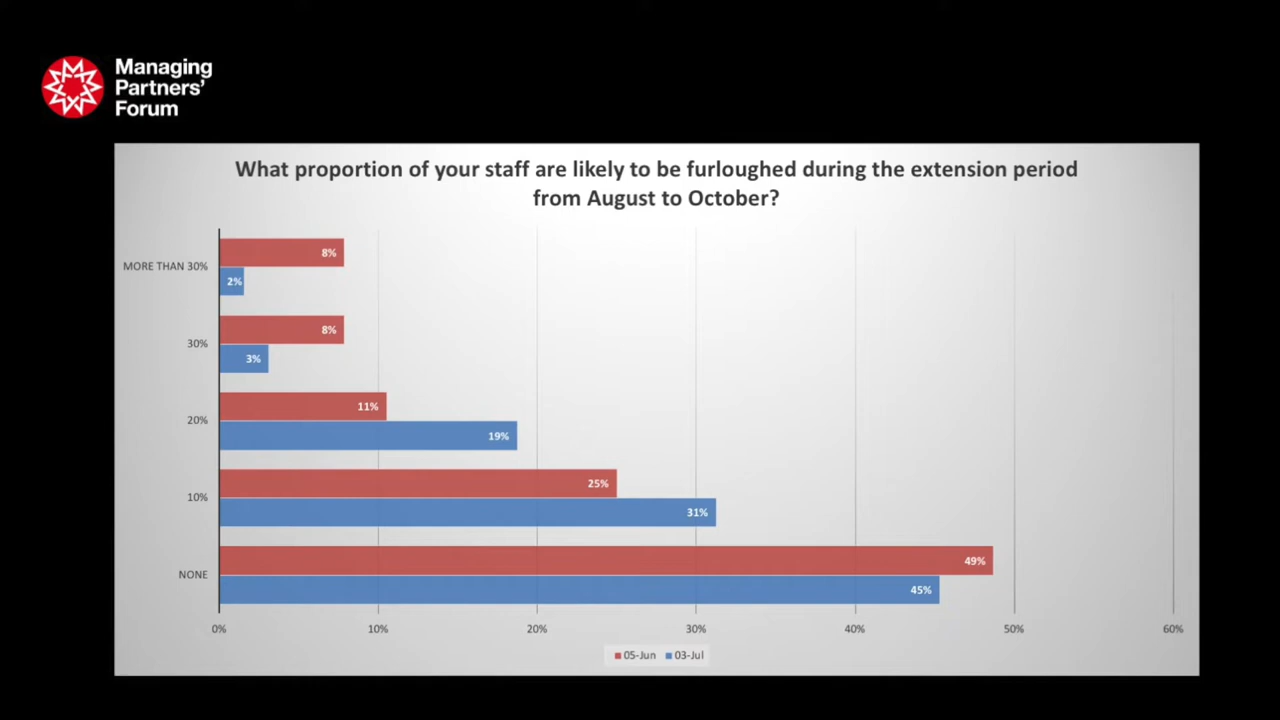 Managing
Partners'
Forum
What proportion of your staff are likely to be furloughed during the extension period
from August to October?
MORE THAN 30%
8%
2%
30%
8%
3%
20%
11%
19%
10%
25%
31%
NONE
49%
45%
0% 10% 20% 30% 40% 50% 60%
05-Jun 03-Jul